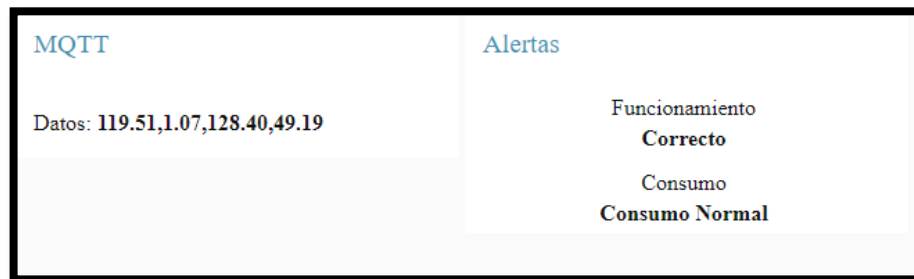 MQTT
Datos: 119.51,1.07,128.40,49.19
Alertas
Funcionamiento
Correcto
Consumo
Consumo Normal